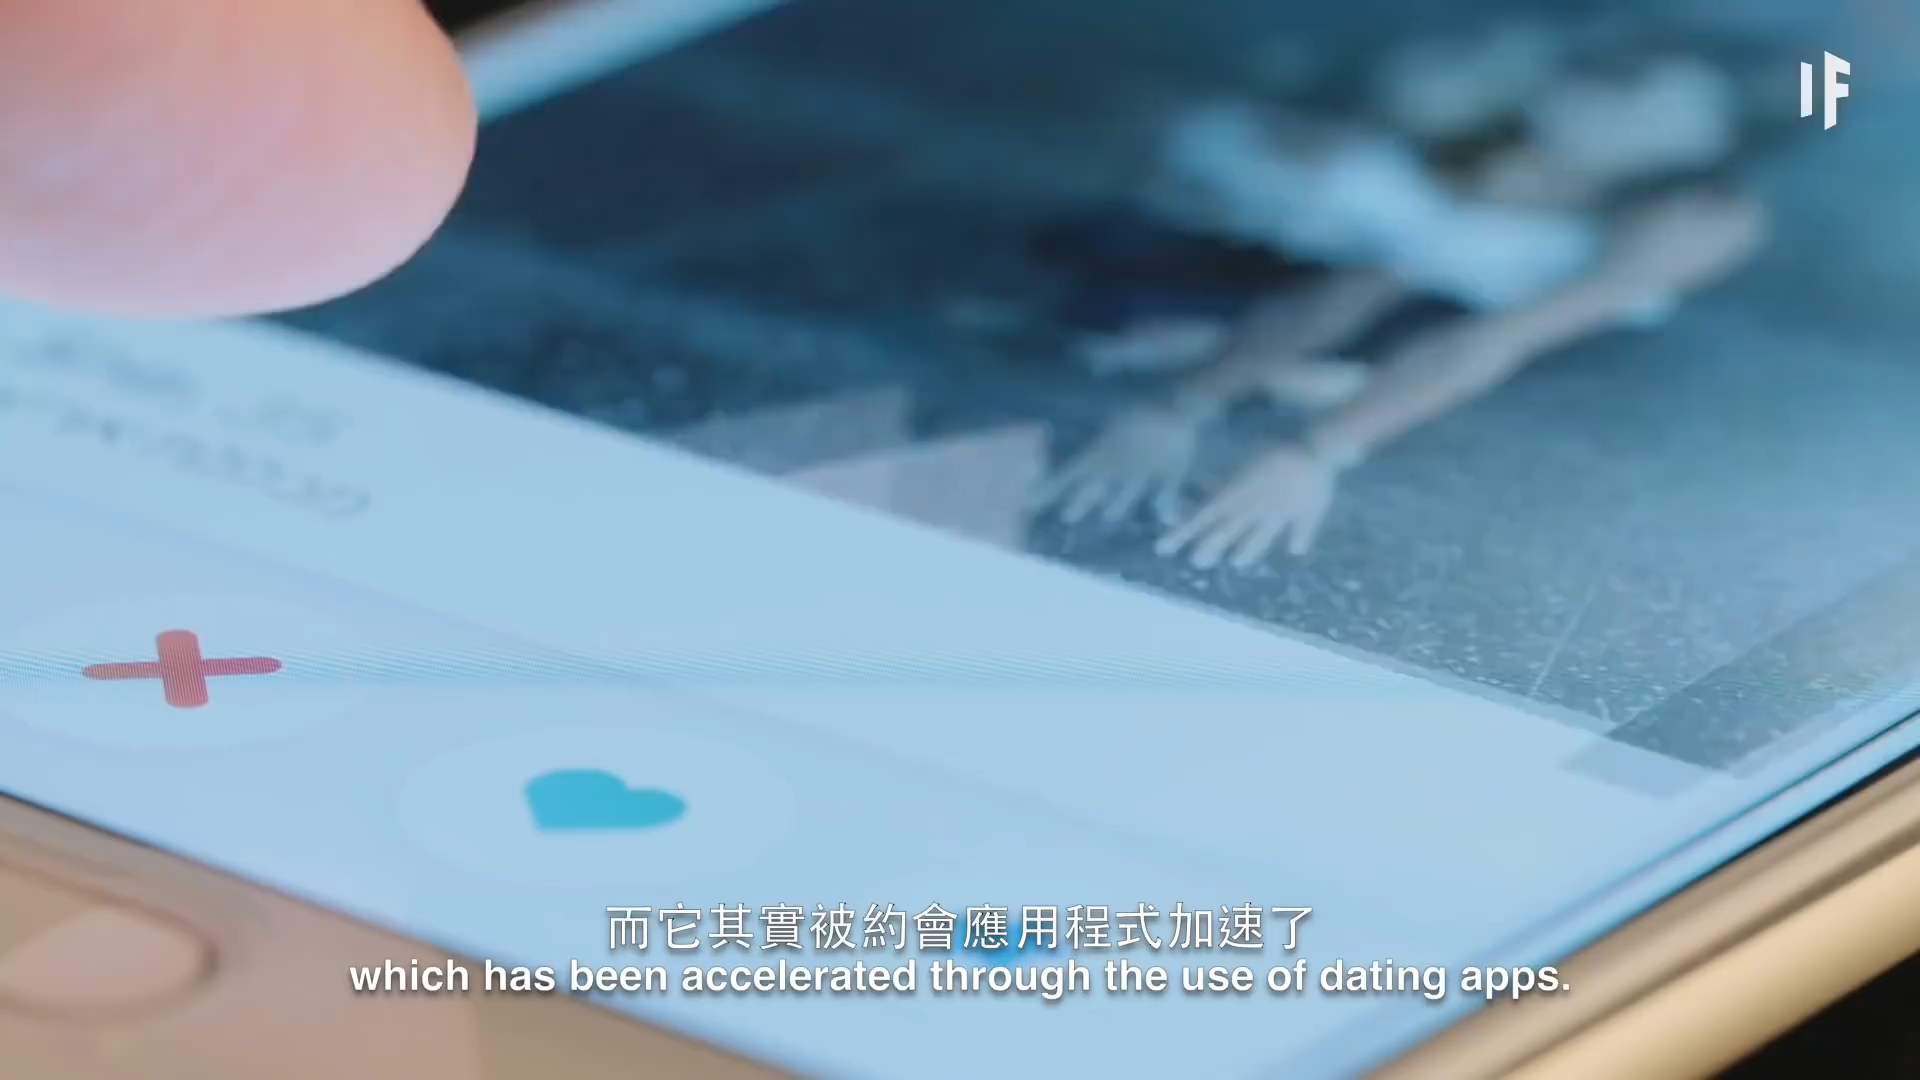 IF
而它其實被約會應用程式加速了
which has been accelerated through the use of dating apps.